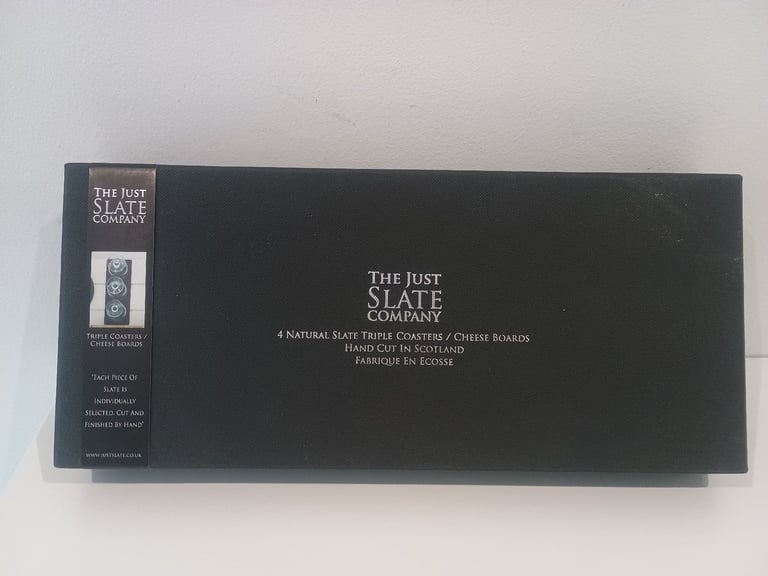 THE JUST
SLATE
COMPANY
TRIPLE COASTERS /
CHEESE BOARDS
"EACH PIECE OF
SLATE IS
INDIVIDUALLY
SELECTED, CUT AND
FINISHED BY HAND"
WWW.JUSTSLATE.CO.UK
THE JUST
SLATE
COMPANY
4 NATURAL SLATE TRIPLE COASTERS / CHEESE BOARDS
HAND CUT IN SCOTLAND
FABRIQUE EN ECOSSE